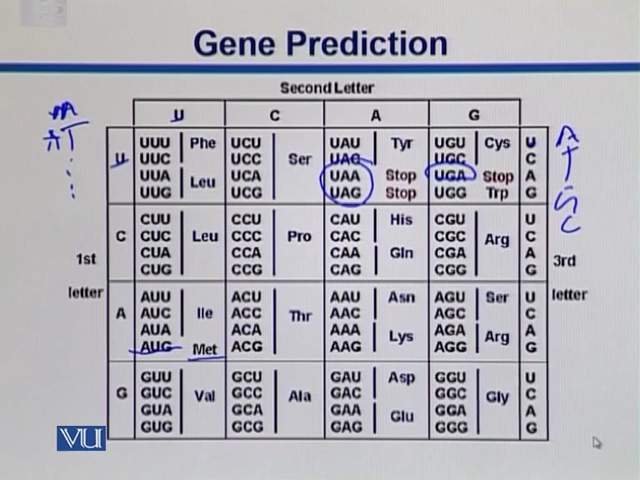 Gene Prediction
Second Letter
U C A G
U UUU Phe UCU Ser UAU Tyr UGU Cys U
UUC UCC UAC UGC C
UUA Leu UCA UAA Stop UGA Stop A
UUG UCG UAG Stop UGG Trp G
C CUU Leu CCU Pro CAU His CGU Arg U
CUC CCC CAC CGC C
CUA CCA CAA Gln CGA A
CUG CCG CAG CGG G
1st 3rd
letter letter
A AUU Ile ACU Thr AAU Asn AGU Ser U
AUC ACC AAC AGC C
AUA ACA AAA Lys AGA Arg A
AUG Met ACG AAG AGG G
G GUU Val GCU Ala GAU Asp GGU Gly U
GUC GCC GAC GGC C
GUA GCA GAA Glu GGA A
GUG GCG GAG GGG G
A
T
G
C
VU